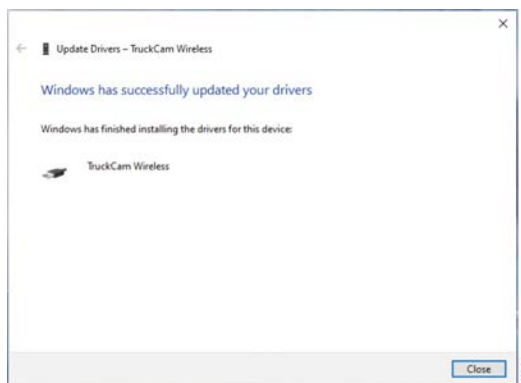 Update Drivers – TruckCam Wireless
Windows has successfully updated your drivers
Windows has finished installing the drivers for this device:
TruckCam Wireless
Close